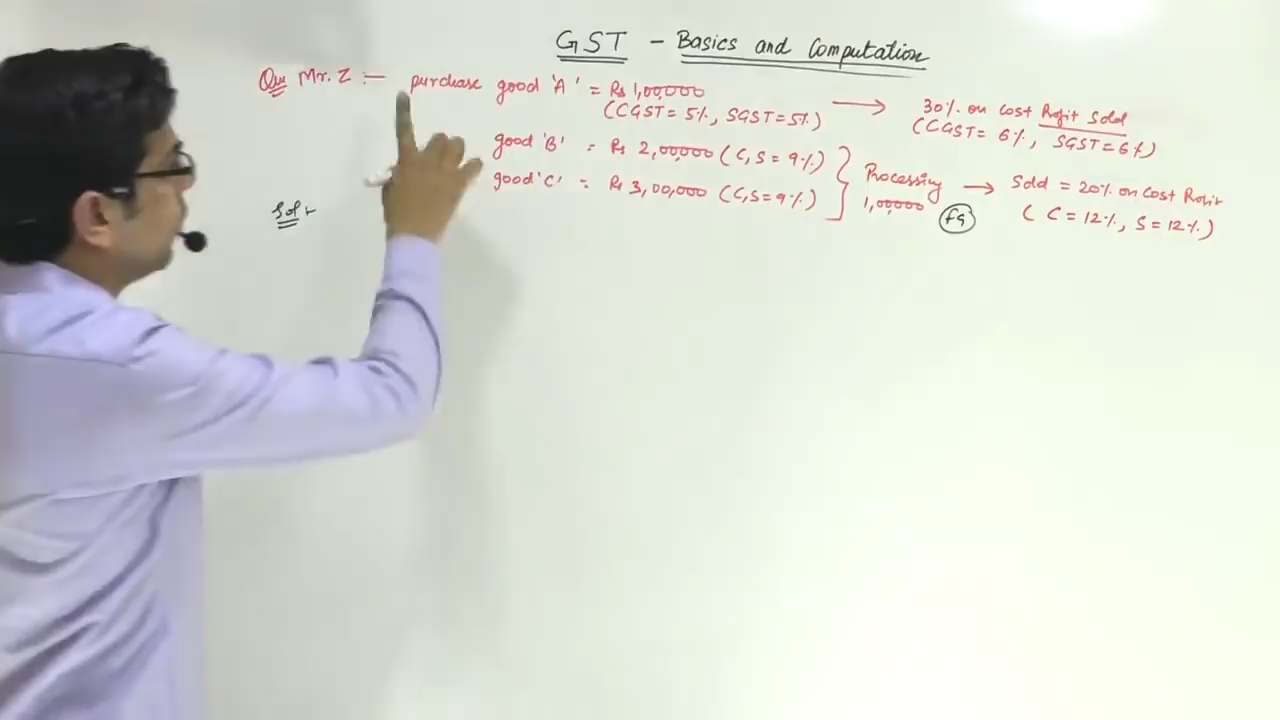 GST - Basics and Computation
Qu Mr. Z :- purchase good 'A' = Rs 1,00,000
(CGST = 5%, SGST = 5%) → 30% on cost Profit Sold
(CGST = 6%, SGST = 6%)
good 'B' = Rs 2,00,000 (C,S = 9%)
good 'C' = Rs 3,00,000 (C,S = 9%)
Processing → Sold = 20% on cost Profit
1,00,000 FG (C = 12%, S = 12%)
Sol :-